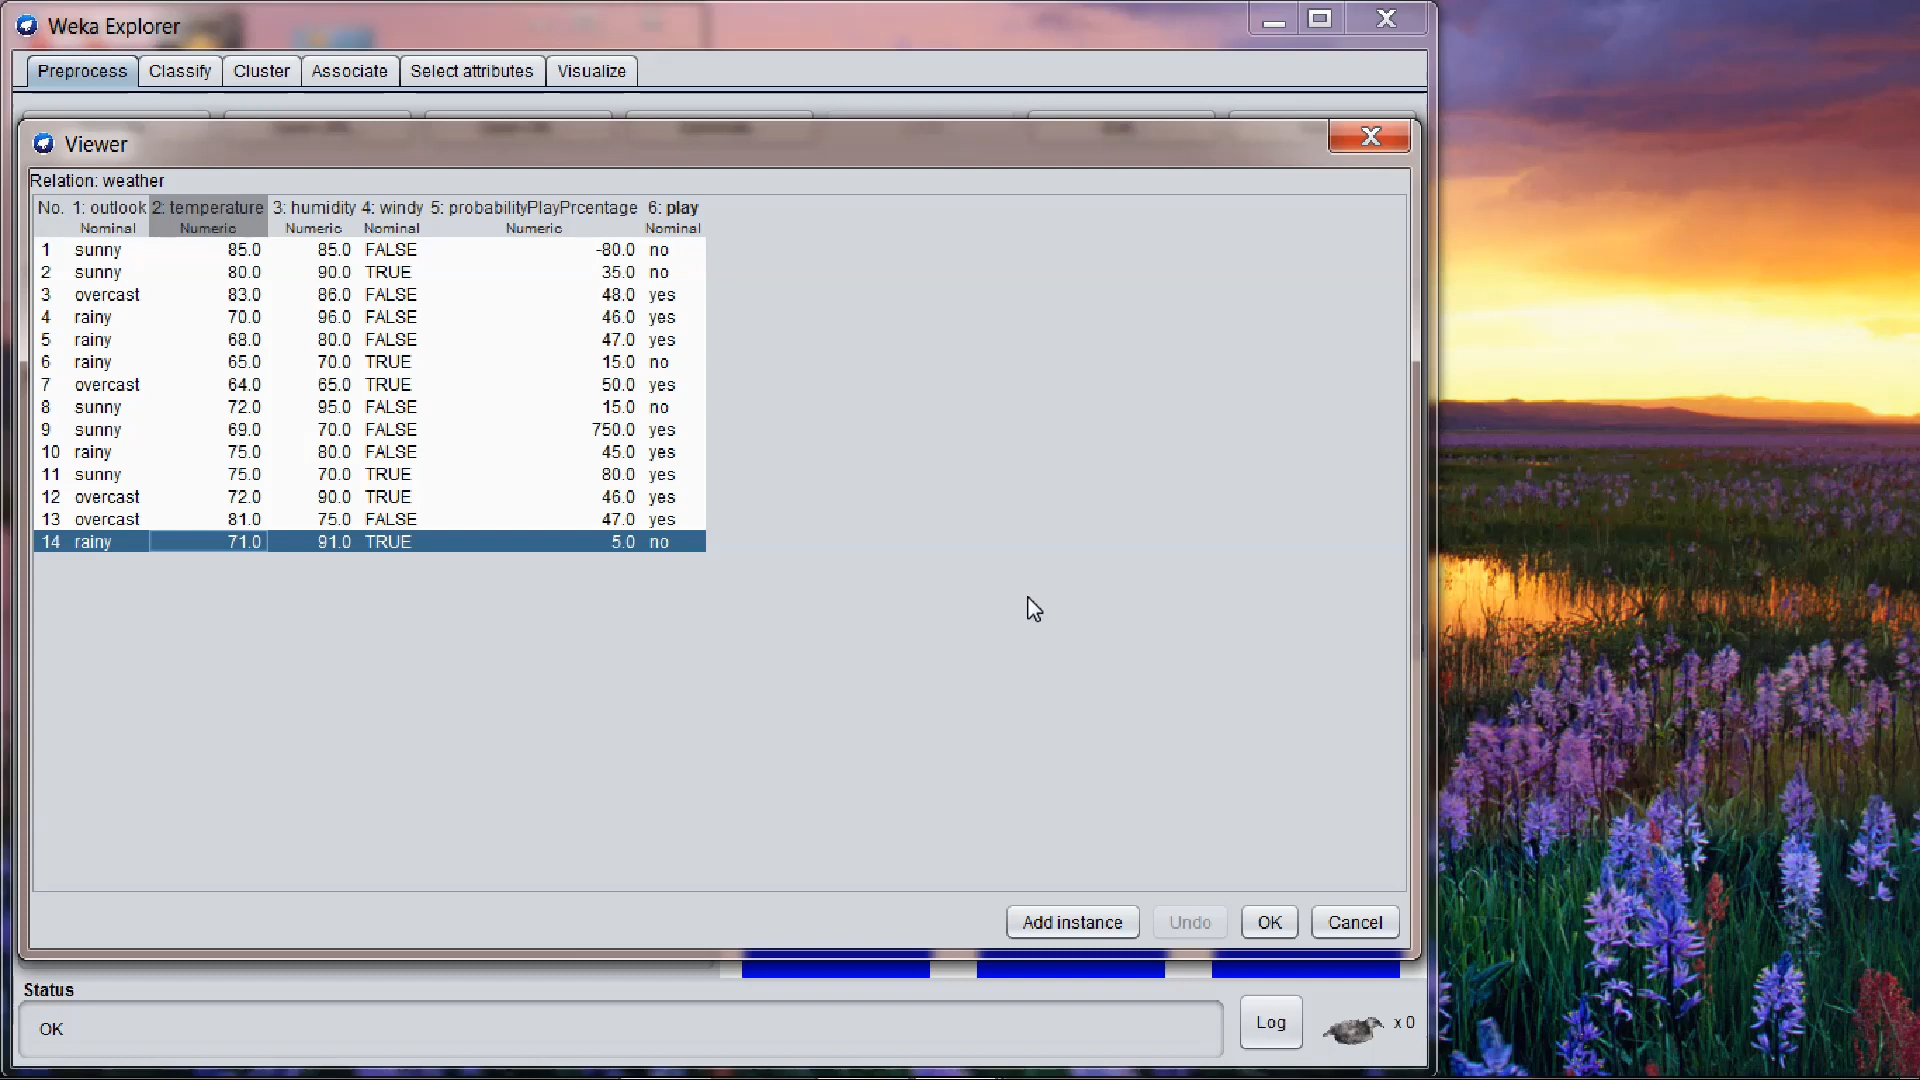 Weka Explorer
Preprocess Classify Cluster Associate Select attributes Visualize
Viewer
Relation: weather
No. 1: outlook 2: temperature 3: humidity 4: windy 5: probabilityPlayPrcentage 6: play
Nominal Numeric Numeric Nominal Numeric Nominal
1 sunny 85.0 85.0 FALSE -80.0 no
2 sunny 80.0 90.0 TRUE 35.0 no
3 overcast 83.0 86.0 FALSE 48.0 yes
4 rainy 70.0 96.0 FALSE 46.0 yes
5 rainy 68.0 80.0 FALSE 47.0 yes
6 rainy 65.0 70.0 TRUE 15.0 no
7 overcast 64.0 65.0 TRUE 50.0 yes
8 sunny 72.0 95.0 FALSE 15.0 no
9 sunny 69.0 70.0 FALSE 750.0 yes
10 rainy 75.0 80.0 FALSE 45.0 yes
11 sunny 75.0 70.0 TRUE 80.0 yes
12 overcast 72.0 90.0 TRUE 46.0 yes
13 overcast 81.0 75.0 FALSE 47.0 yes
14 rainy 71.0 91.0 TRUE 5.0 no
Add instance Undo OK Cancel
Status
OK
Log x 0